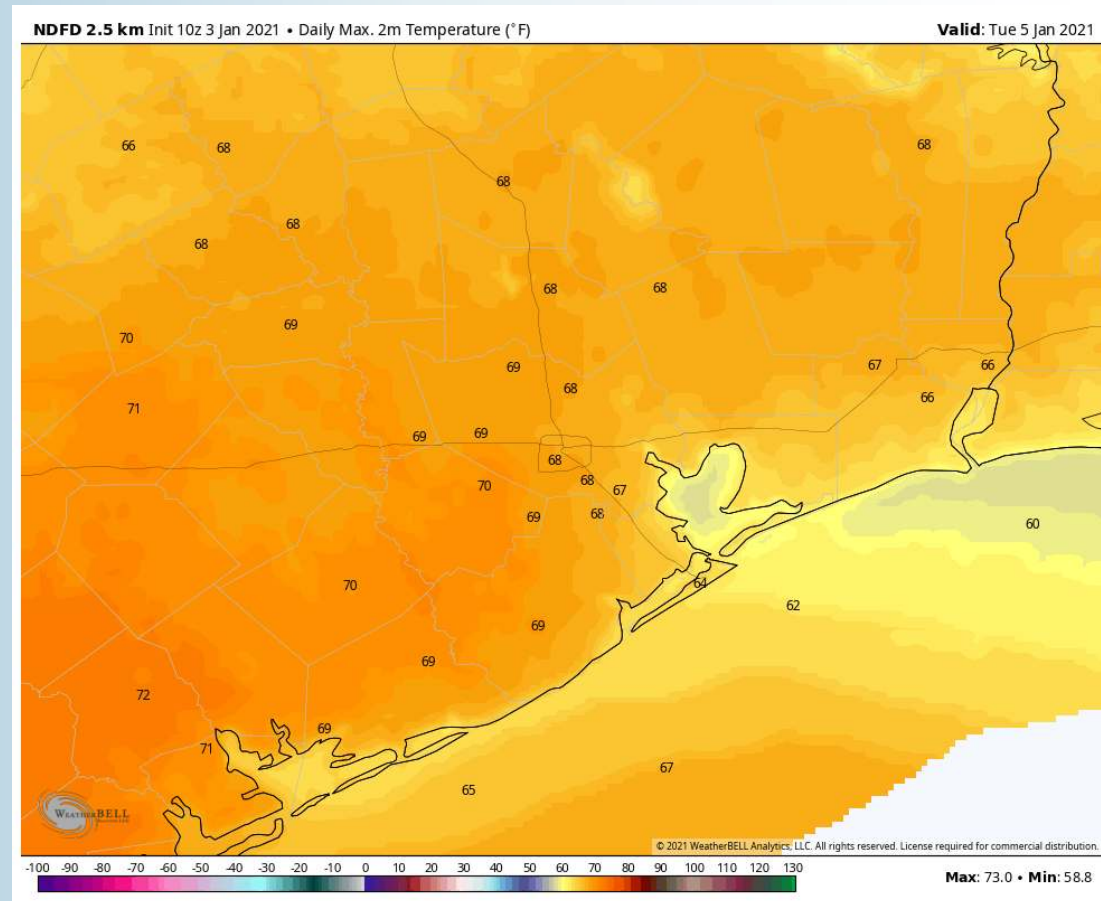 NDFD 2.5 km Init 10z 3 Jan 2021 • Daily Max. 2m Temperature (°F)
Valid: Tue 5 Jan 2021
66 68 68
68
68
68
68 68
69
70
69 67 66
68
71 66
69 69
68
68
70 67
69 68
60
70 64
62
69
69
72
69
71
67
65
WEATHERBELL
© 2021 WeatherBELL Analytics, LLC. All rights reserved. License required for commercial distribution.
-100 -90 -80 -70 -60 -50 -40 -30 -20 -10 0 10 20 30 40 50 60 70 80 90 100 110 120 130
Max: 73.0 • Min: 58.8